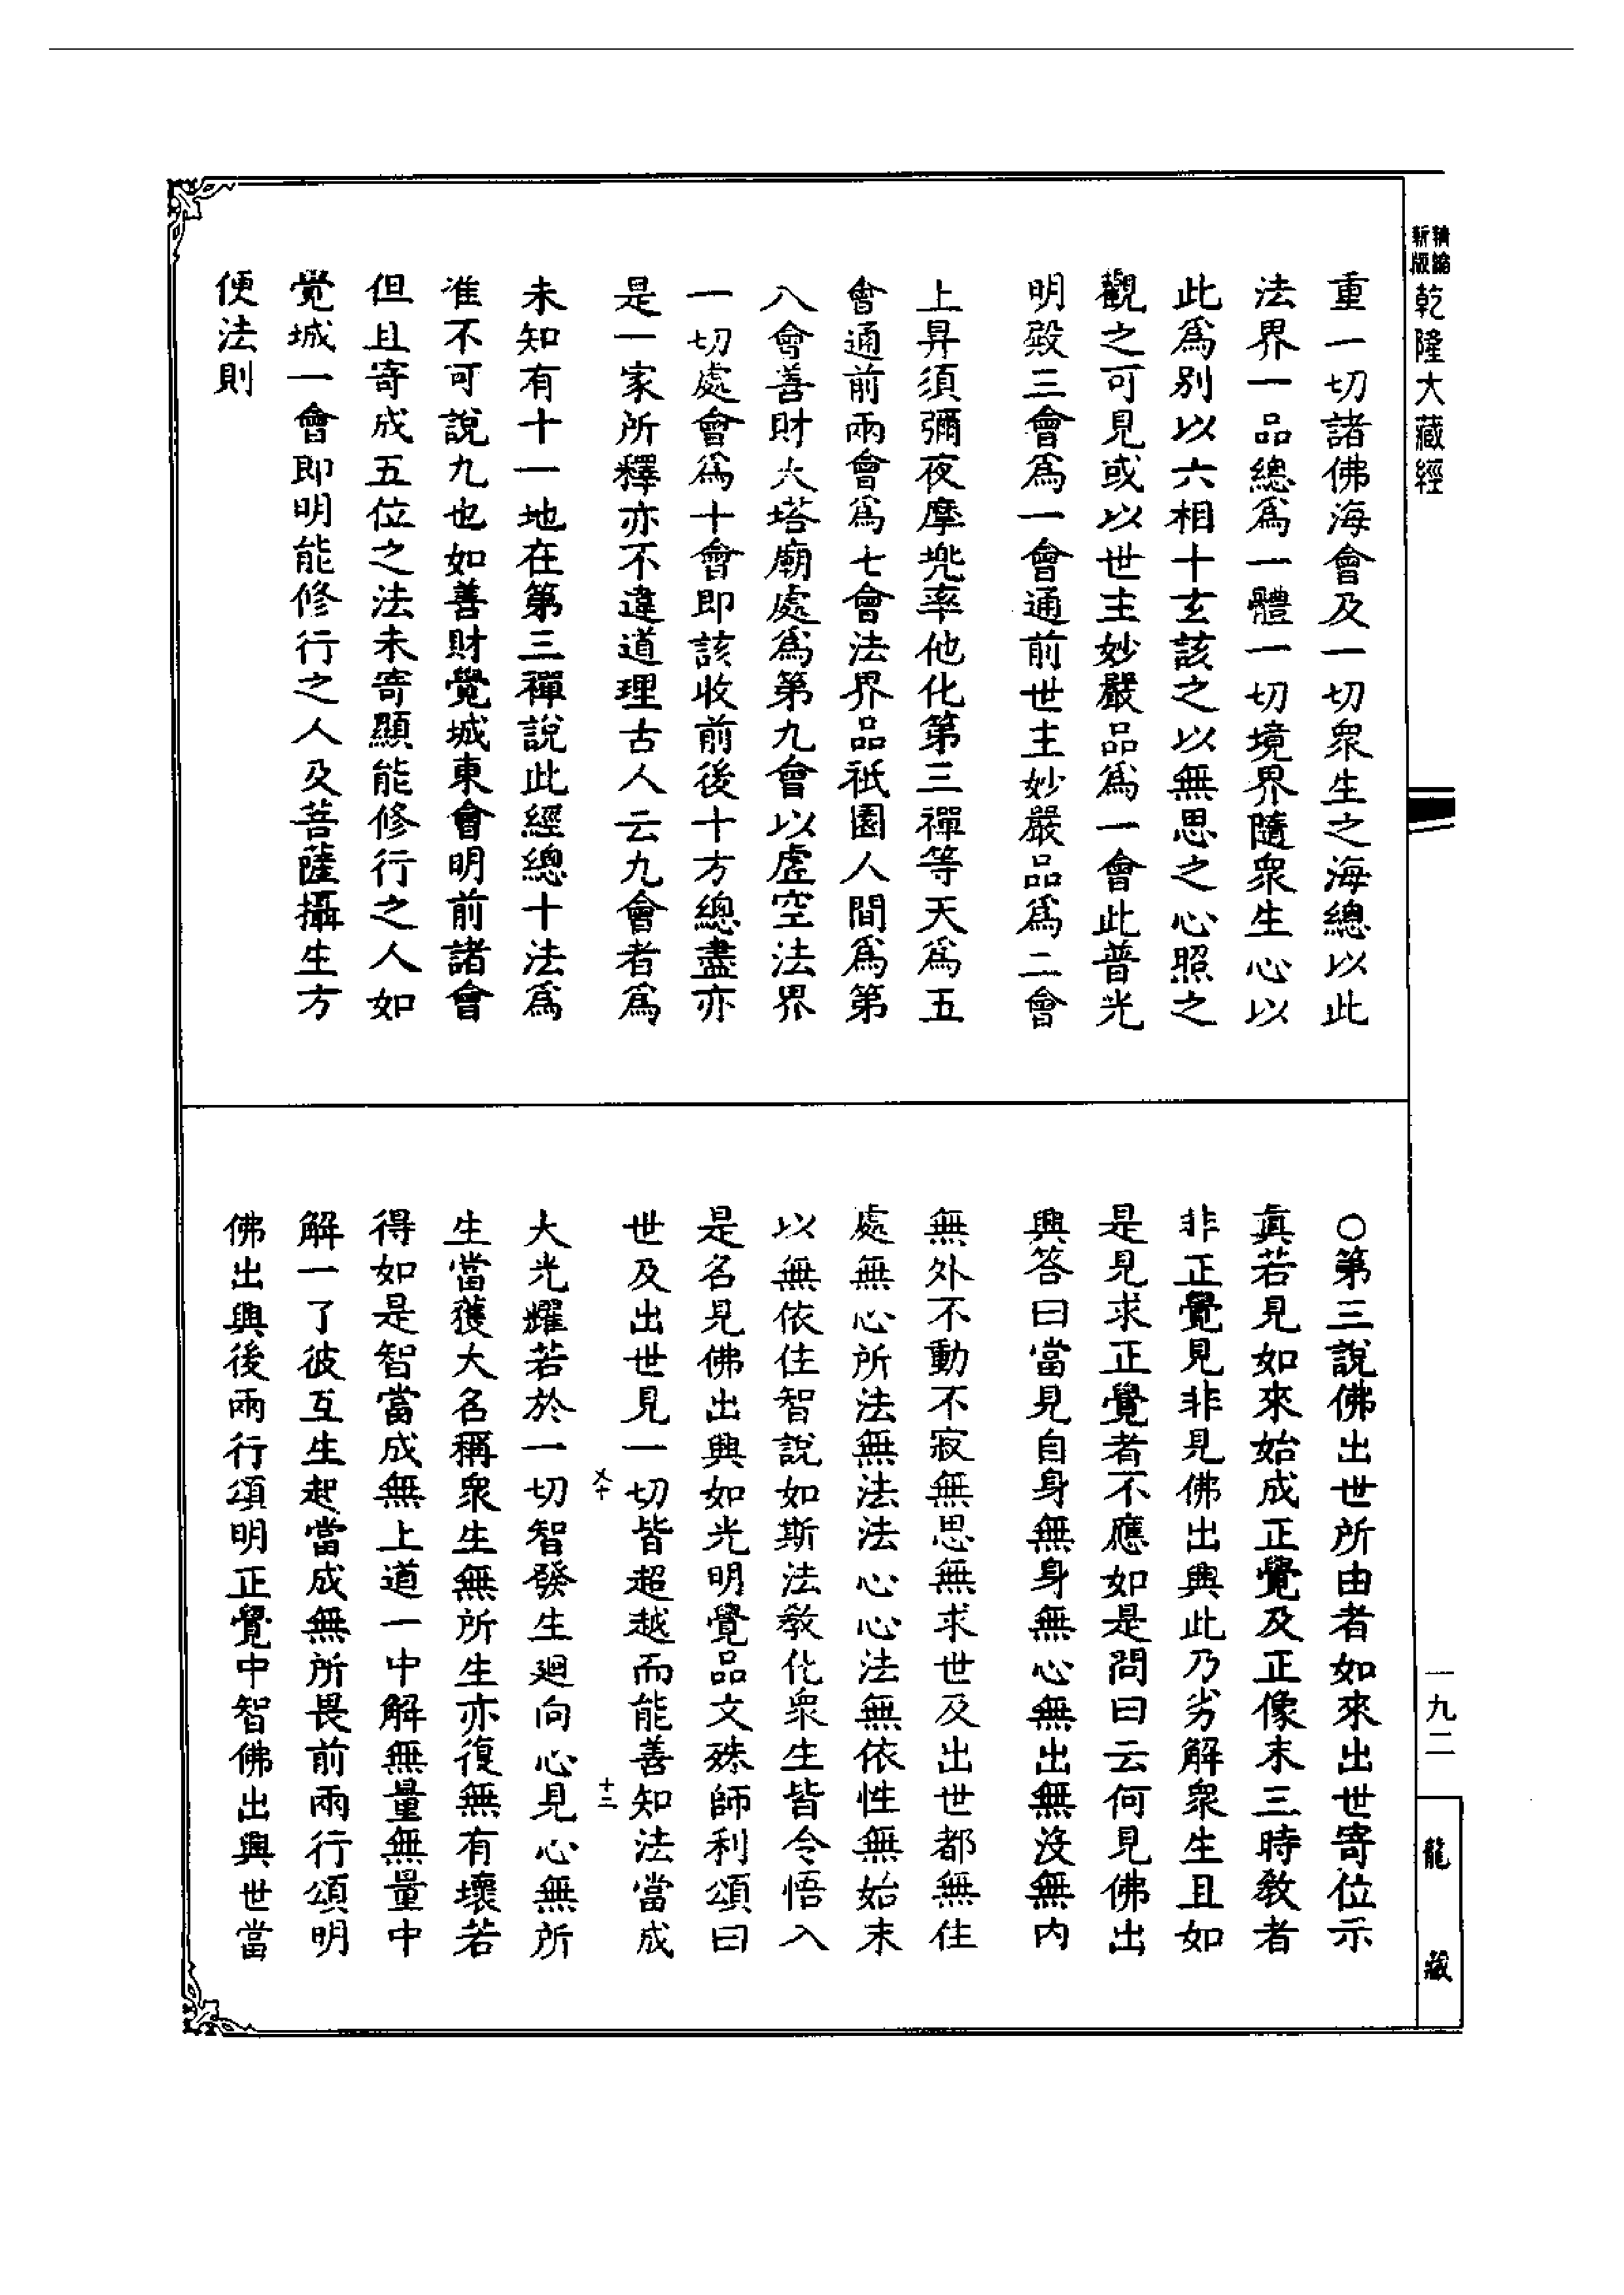 新版
精縮
乾隆大藏經
重一切諸佛海會及一切衆生之海總以此
法界一品總爲一體一切境界隨衆生心以
此爲別以六相十玄該之以無思之心照之
觀之可見或以世主妙嚴品爲一會此普光
明殿三會爲一會通前世主妙嚴品爲二會
上昇須彌夜摩兠率他化第三禪等天爲五
會通前兩會爲七會法界品祇園人間爲第
八會善財大塔廟處爲第九會以虛空法界
一切處會爲十會即該收前後十方總盡亦
是一家所釋亦不違道理古人云九會者爲
未知有十一地在第三禪說此經總十法爲
准不可說九也如善財覺城東會明前諸會
但且寄成五位之法未寄顯能修行之人如
覺城一會即明能修行之人及菩薩攝生方
便法則
○第三說佛出世所由者如來出世寄位示
眞若見如來始成正覺及正像末三時教者
非正覺見非見佛出興此乃劣解衆生且如
是見求正覺者不應如是問曰云何見佛出
興答曰當見自身無身無心無出無沒無內
無外不動不寂無思無求世及出世都無住
處無心所法無法法心心法無依性無始末
以無依住智說如斯法教化衆生皆令悟入
是名見佛出興如光明覺品文殊師利頌曰
世及出世見一切皆超越而能善知法當成
大光耀若於一切智發生廻向心見心無所
生當獲大名稱衆生無所生亦復無有壞若
得如是智當成無上道一中解無量無量中
解一了彼互生起當成無所畏前兩行頌明
佛出興後兩行頌明正覺中智佛出興世當
十三
一九二
龍藏